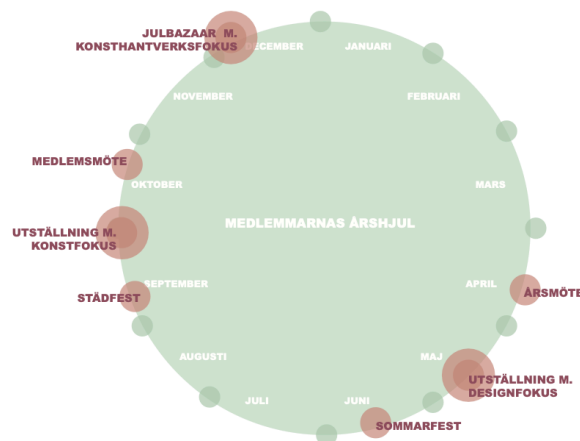 JULBAZAAR M.
KONSTHANTVERKSFOKUS
DECEMBER
JANUARI
NOVEMBER
FEBRUARI
MEDLEMSMÖTE
OKTOBER
MARS
MEDLEMMARNAS ÅRSHJUL
UTSTÄLLNING M.
KONSTFOKUS
SEPTEMBER
APRIL
STÄDFEST
ÅRSMÖTE
AUGUSTI
MAJ
UTSTÄLLNING M.
DESIGNFOKUS
JULI
JUNI
SOMMARFEST